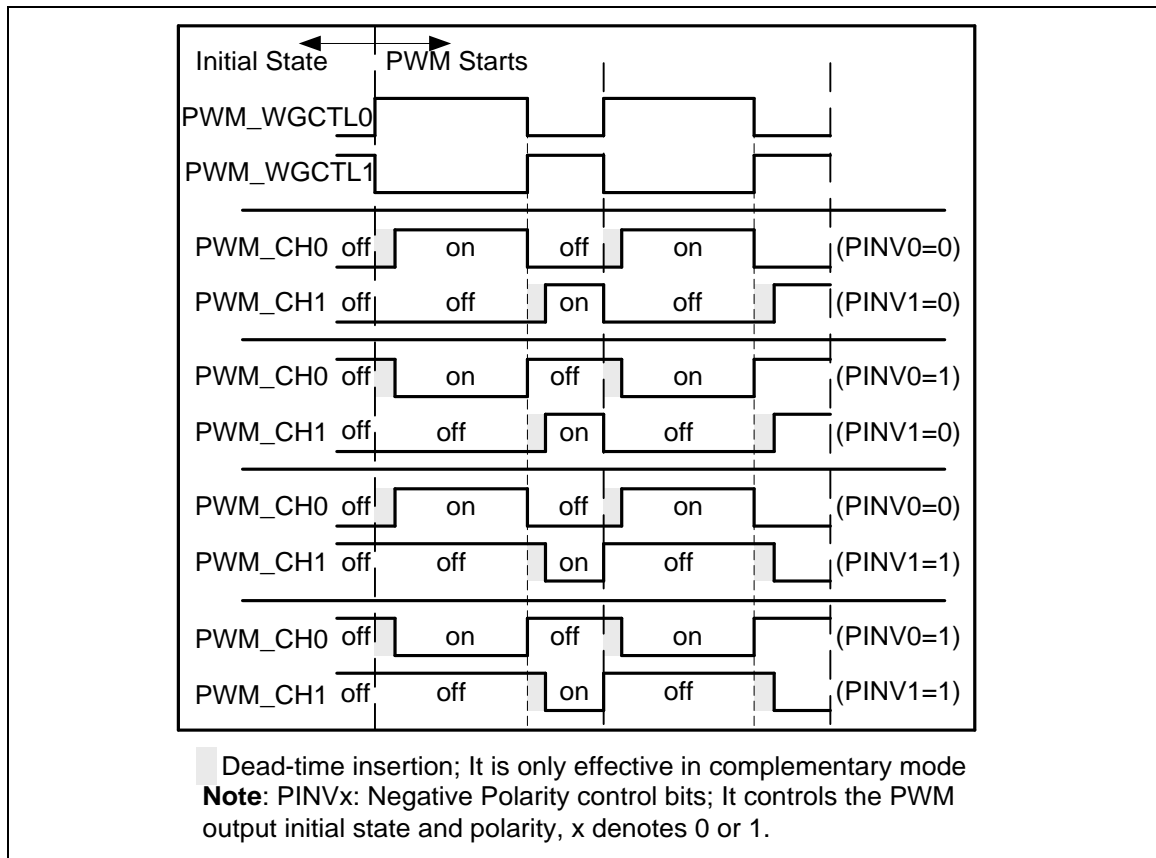 Initial State PWM Starts
PWM_WGCTL0
PWM_WGCTL1
PWM_CH0 off on off on (PINV0=0)
PWM_CH1 off off on off (PINV1=0)
PWM_CH0 off on off on (PINV0=1)
PWM_CH1 off off on off (PINV1=0)
PWM_CH0 off on off on (PINV0=0)
PWM_CH1 off off on off (PINV1=1)
PWM_CH0 off on off on (PINV0=1)
PWM_CH1 off off on off (PINV1=1)
Dead-time insertion; It is only effective in complementary mode
Note: PINVx: Negative Polarity control bits; It controls the PWM
output initial state and polarity, x denotes 0 or 1.